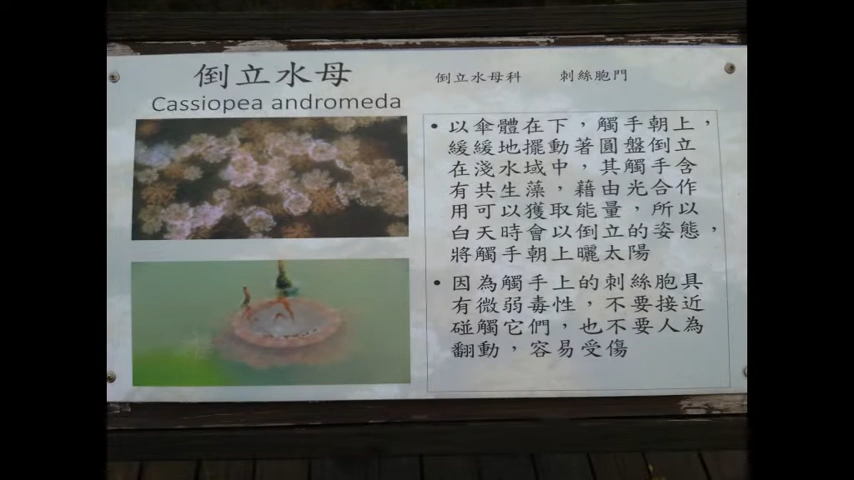 倒立水母
Cassiopea andromeda
倒立水母科 刺絲胞門
•以傘體在下，觸手朝上，
緩緩地擺動著圓盤倒立
在淺水域中，其觸手含
有共生藻，藉由光合作
用可以獲取能量，所以
白天時會以倒立的姿態，
將觸手朝上曬太陽
•因為觸手上的刺絲胞具
有微弱毒性，不要接近
碰觸它們，也不要人為
翻動，容易受傷